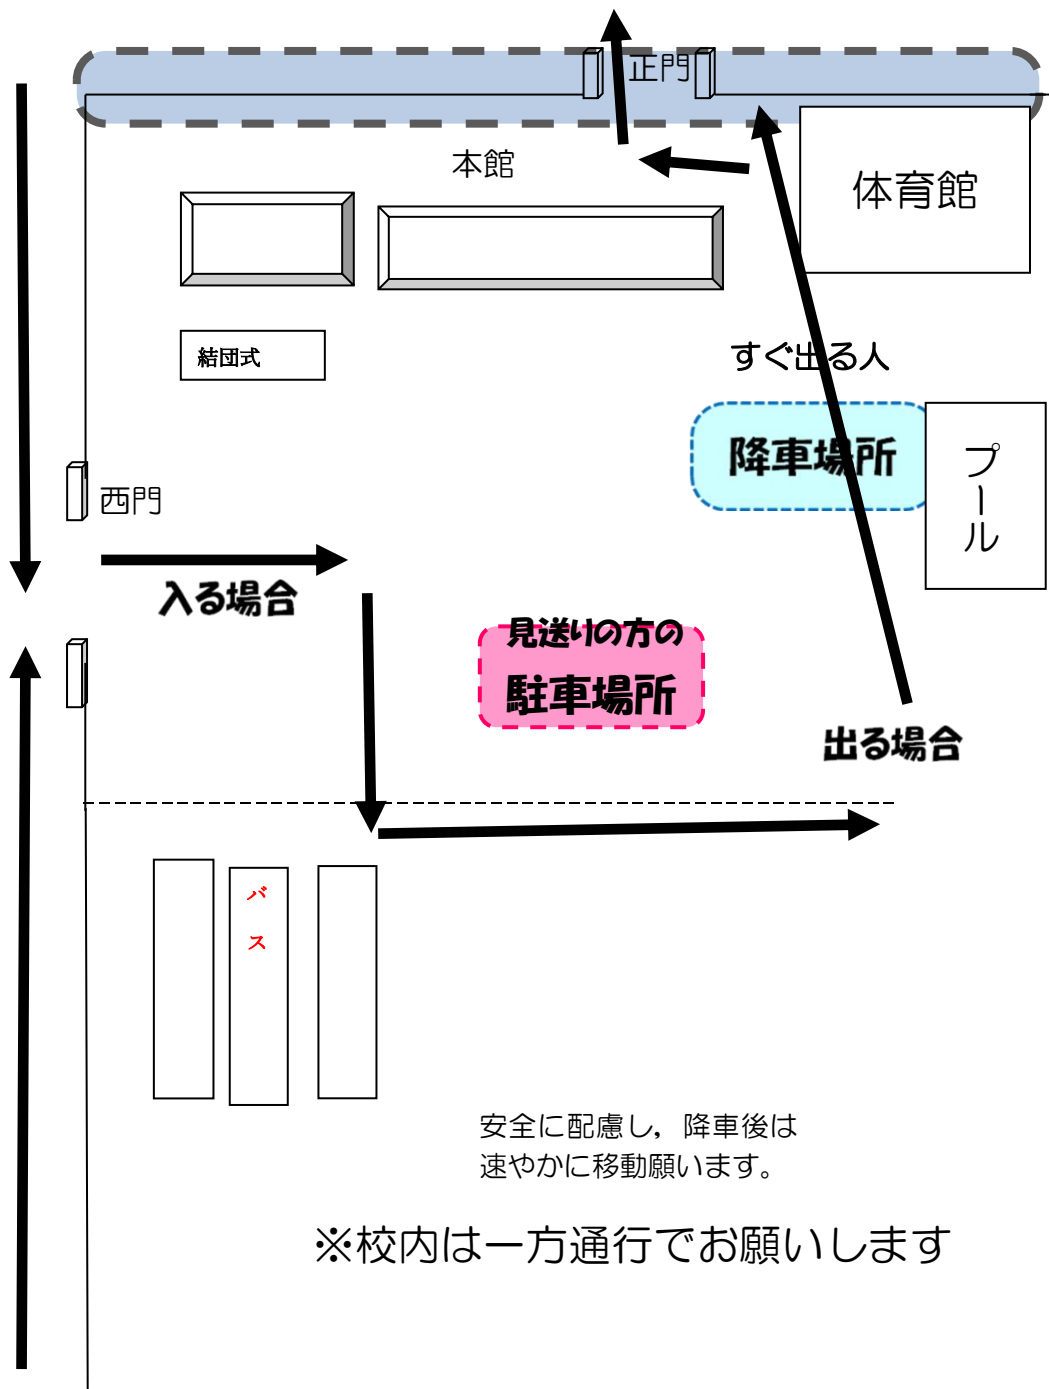 正門
本館
体育館
結団式
すぐ出る人
降車場所
プール
西門
入る場合
見送りの方の
駐車場所
出る場合
バス
安全に配慮し，降車後は
速やかに移動願います。
※校内は一方通行でお願いします